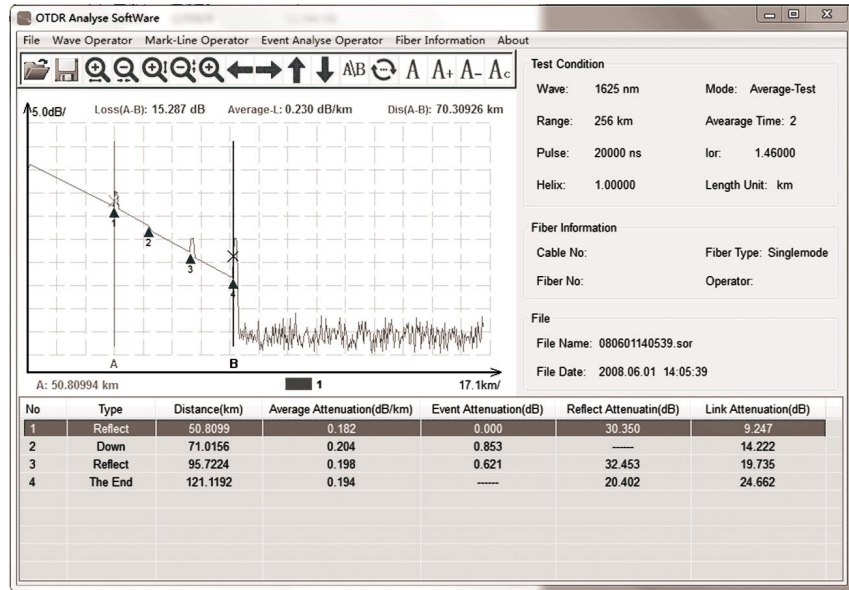 OTDR Analyse SoftWare
File Wave Operator Mark-Line Operator Event Analyse Operator Fiber Information About
A\B A A+ A- Ac
5.0dB/ Loss(A-B): 15.287 dB Average-L: 0.230 dB/km Dis(A-B): 70.30926 km
1
2
3
4
A B
A: 50.80994 km 1 17.1km/
Test Condition
Wave: 1625 nm Mode: Average-Test
Range: 256 km Avearage Time: 2
Pulse: 20000 ns Ior: 1.46000
Helix: 1.00000 Length Unit: km
Fiber Information
Cable No: Fiber Type: Singlemode
Fiber No: Operator:
File
File Name: 080601140539.sor
File Date: 2008.06.01 14:05:39
No Type Distance(km) Average Attenuation(dB/km) Event Attenuation(dB) Reflect Attenuatin(dB) Link Attenuation(dB)
1 Reflect 50.8099 0.182 0.000 30.350 9.247
2 Down 71.0156 0.204 0.853 ------ 14.222
3 Reflect 95.7224 0.198 0.621 32.453 19.735
4 The End 121.1192 0.194 ------ 20.402 24.662